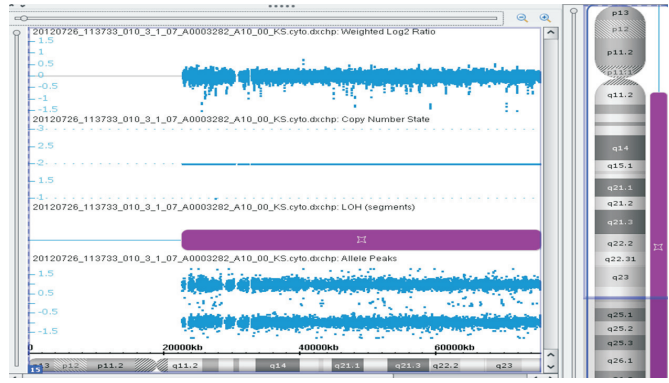 20120726_113733_010_3_1_07_A0003282_A10_00_KS.cyto.dxchp: Weighted Log2 Ratio
1.5
1
0.5
0
-0.5
-1
-1.5
20120726_113733_010_3_1_07_A0003282_A10_00_KS.cyto.dxchp: Copy Number State
3
2
1
20120726_113733_010_3_1_07_A0003282_A10_00_KS.cyto.dxchp: LOH (segments)
20120726_113733_010_3_1_07_A0003282_A10_00_KS.cyto.dxchp: Allele Peaks
1.5
0.5
-0.5
-1.5
0 20000kb 40000kb 60000kb
15 p12 p11.2 q11.2 q14 q21.1 q21.3 q22.2 q23
p13
p12
p11.2
p11.1
q11.2
q14
q15.1
q21.1
q21.2
q21.3
q22.2
q22.31
q23
q25.1
q25.2
q25.3
q26.1